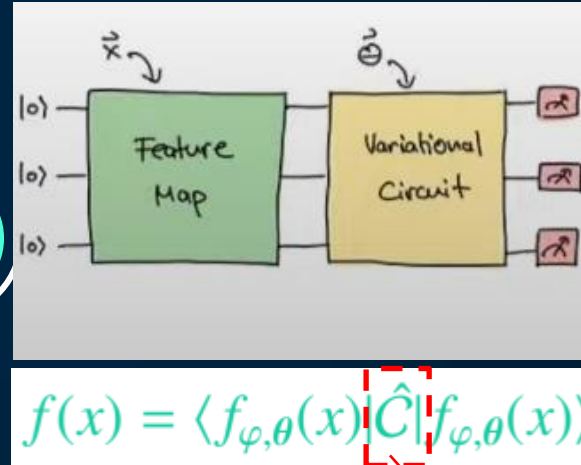 x⃗ Θ⃗
|0⟩
Feature Map
Variational Circuit
|0⟩
|0⟩
f(x) = ⟨f_{φ,θ}(x)|Ĉ|f_{φ,θ}(x)⟩